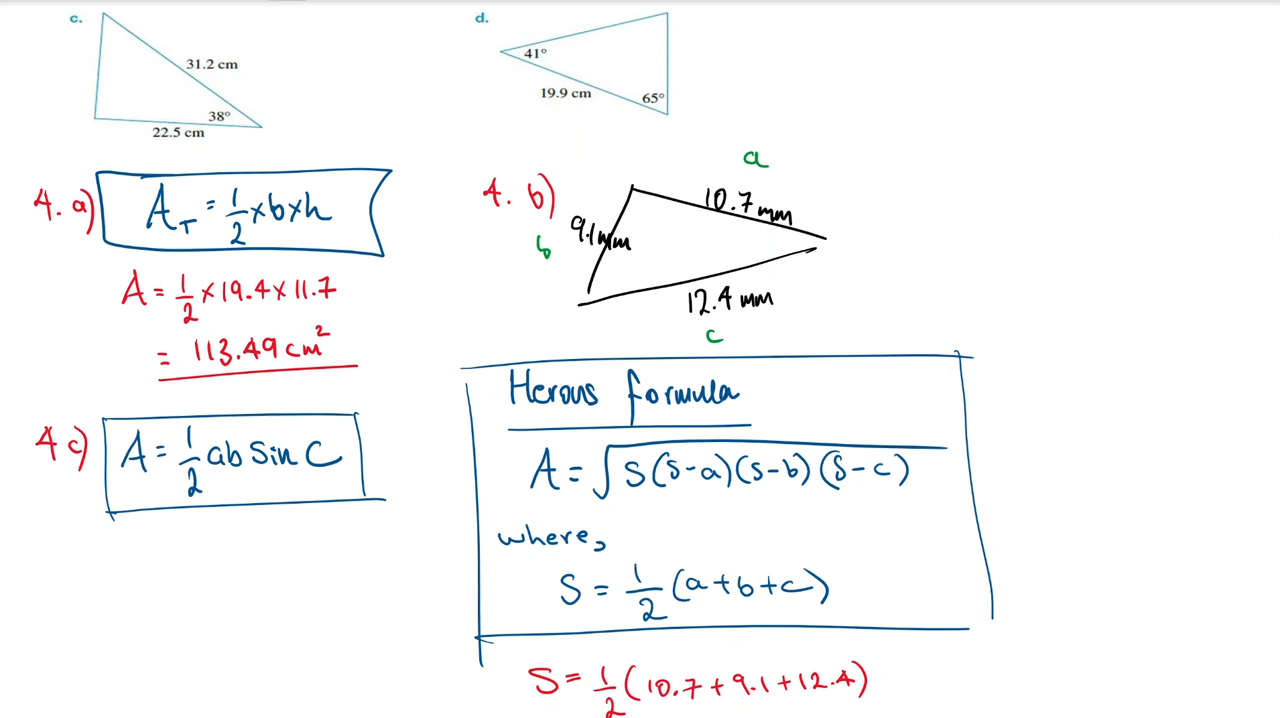 c.
31.2 cm
38°
22.5 cm
d.
41°
19.9 cm
65°
4. a)
A_T = 1/2 × b × h
A = 1/2 × 19.4 × 11.7
= 113.49 cm²
4 c)
A = 1/2 ab Sin C
4. b)
a
10.7 mm
9.1 mm
b
12.4 mm
c
Herons formula
A = √S(S-a)(S-b)(S-c)
where,
S = 1/2 (a+b+c)
S = 1/2 (10.7 + 9.1 + 12.4)